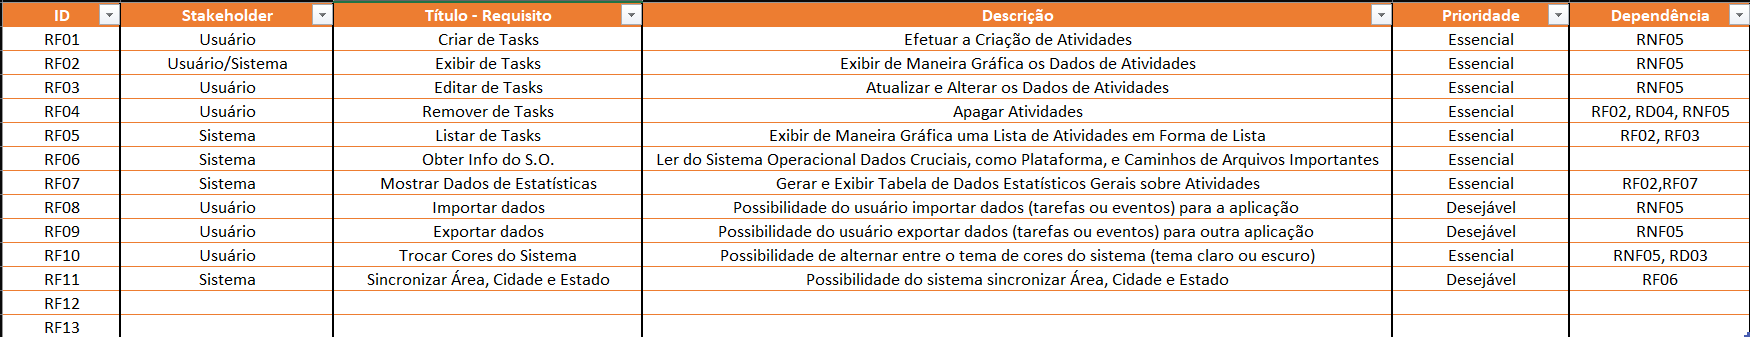 ID Stakeholder Título - Requisito Descrição Prioridade Dependência
RF01 Usuário Criar de Tasks Efetuar a Criação de Atividades Essencial RNF05
RF02 Usuário/Sistema Exibir de Tasks Exibir de Maneira Gráfica os Dados de Atividades Essencial RNF05
RF03 Usuário Editar de Tasks Atualizar e Alterar os Dados de Atividades Essencial RNF05
RF04 Usuário Remover de Tasks Apagar Atividades Essencial RF02, RD04, RNF05
RF05 Sistema Listar de Tasks Exibir de Maneira Gráfica uma Lista de Atividades em Forma de Lista Essencial RF02, RF03
RF06 Sistema Obter Info do S.O. Ler do Sistema Operacional Dados Cruciais, como Plataforma, e Caminhos de Arquivos Importantes Essencial
RF07 Sistema Mostrar Dados de Estatísticas Gerar e Exibir Tabela de Dados Estatísticos Gerais sobre Atividades Essencial RF02,RF07
RF08 Usuário Importar dados Possibilidade do usuário importar dados (tarefas ou eventos) para a aplicação Desejável RNF05
RF09 Usuário Exportar dados Possibilidade do usuário exportar dados (tarefas ou eventos) para outra aplicação Desejável RNF05
RF10 Usuário Trocar Cores do Sistema Possibilidade de alternar entre o tema de cores do sistema (tema claro ou escuro) Essencial RNF05, RD03
RF11 Sistema Sincronizar Área, Cidade e Estado Possibilidade do sistema sincronizar Área, Cidade e Estado Desejável RF06
RF12
RF13